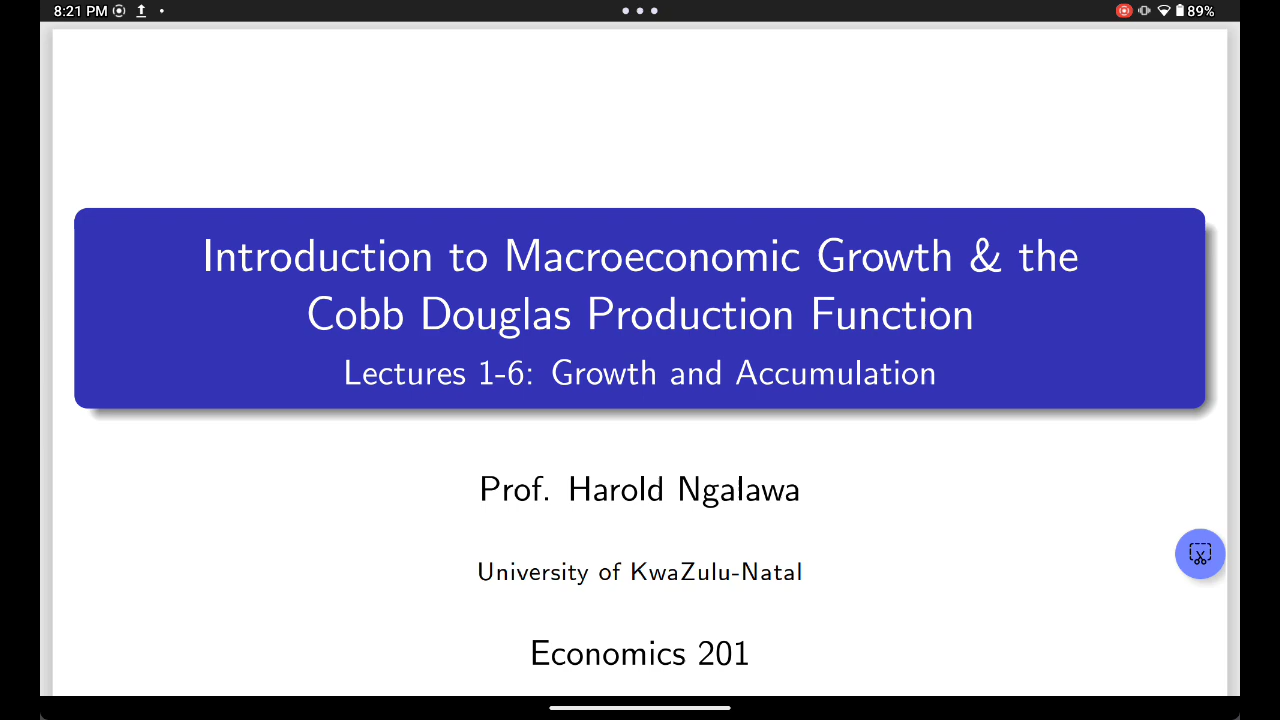 8:21 PM
89%
Introduction to Macroeconomic Growth & the
Cobb Douglas Production Function
Lectures 1-6: Growth and Accumulation
Prof. Harold Ngalawa
University of KwaZulu-Natal
Economics 201